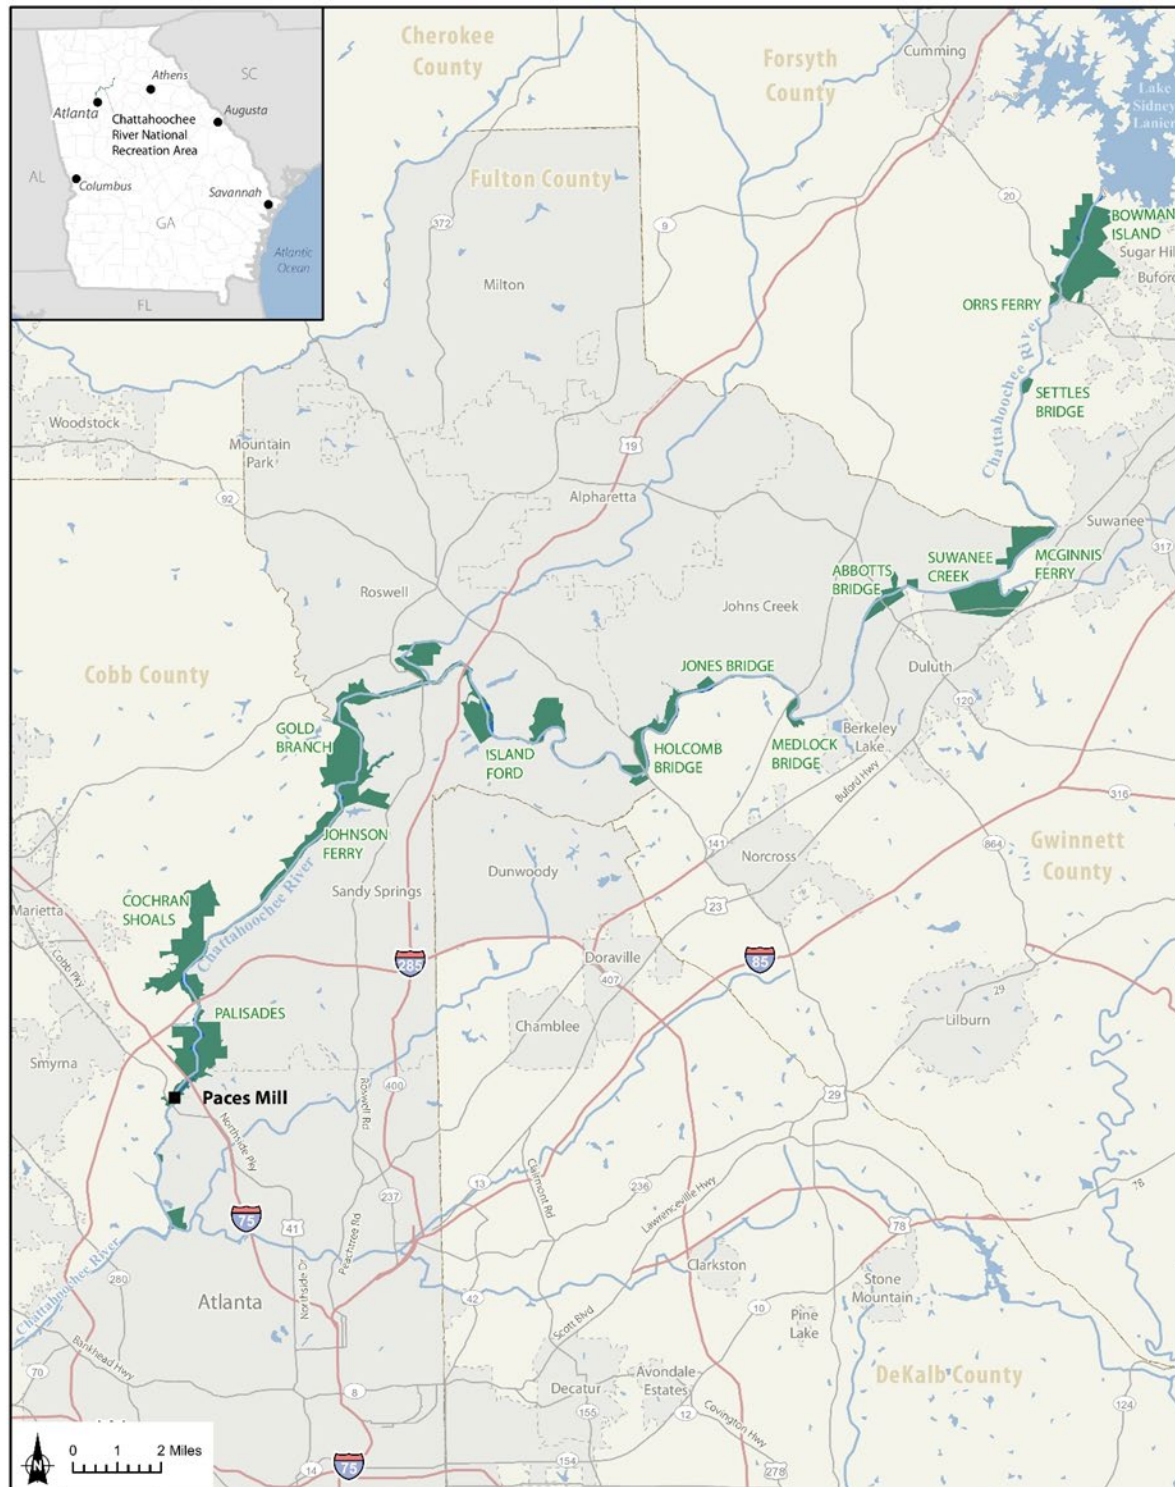 Cherokee
County
Forsyth
County
Cumming
SC
Athens
Atlanta
Augusta
Chattahoochee
River National
Recreation Area
AL
Columbus
Savannah
GA
Atlantic
Ocean
FL
Lake
Sidney
Lanier
Fulton County
372
9
20
BOWMAN
ISLAND
Sugar Hil
Buford
Milton
ORRS FERRY
Chattahoochee River
SETTLES
BRIDGE
Woodstock
Mountain
Park
19
92
Alpharetta
Suwanee
317
SUWANEE
CREEK
MCGINNIS
FERRY
ABBOTTS
BRIDGE
Roswell
Johns Creek
Cobb County
JONES BRIDGE
Duluth
120
GOLD
BRANCH
ISLAND
FORD
HOLCOMB
BRIDGE
MEDLOCK
BRIDGE
Berkeley
Lake
Buford Hwy
316
JOHNSON
FERRY
Chattahoochee River
141
Norcross
864
Gwinnett
County
Dunwoody
Sandy Springs
COCHRAN
SHOALS
Marietta
Cobb Pky
23
285
Doraville
407
85
29
PALISADES
Chamblee
Lilburn
Smyrna
Paces Mill
400
Roswell Rd
29
Northside Pky
13
Clairmont Rd
237
236
Lawrenceville Hwy
78
75
41
Peachtree Rd
78
Chattahoochee River
280
Northside Dr
Atlanta
42
Clarkston
Stone
Mountain
10
Pine
Lake
Scott Blvd
Bankhead Hwy
70
8
Decatur
Avondale
Estates
DeKalb County
155
12
Covington Hwy
124
N
0 1 2 Miles
75
14
154
278